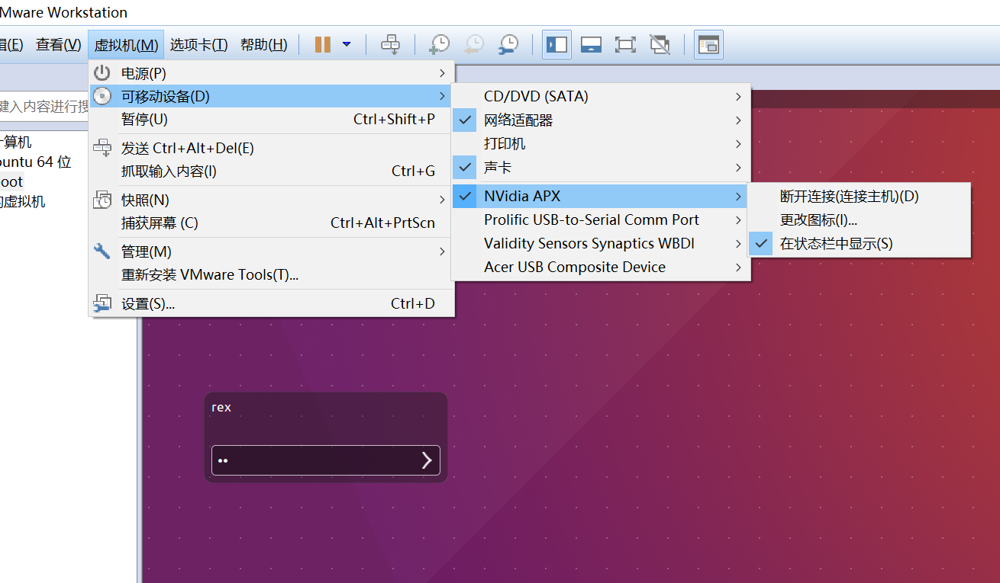 Mware Workstation
辑(E) 查看(V) 虚拟机(M) 选项卡(T) 帮助(H)
电源(P)
可移动设备(D)
暂停(U) Ctrl+Shift+P
发送 Ctrl+Alt+Del(E)
抓取输入内容(I) Ctrl+G
快照(N)
捕获屏幕 (C) Ctrl+Alt+PrtScn
管理(M)
重新安装 VMware Tools(T)...
设置(S)... Ctrl+D
CD/DVD (SATA)
网络适配器
打印机
声卡
NVidia APX
Prolific USB-to-Serial Comm Port
Validity Sensors Synaptics WBDI
Acer USB Composite Device
断开连接(连接主机)(D)
更改图标(I)...
在状态栏中显示(S)
键入内容进行搜
计算机
buntu 64 位
oot
的虚拟机
rex